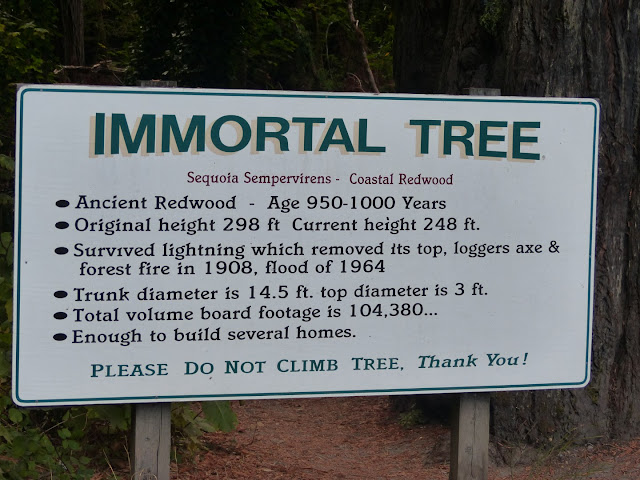 IMMORTAL TREE
Sequoia Sempervirens - Coastal Redwood
• Ancient Redwood - Age 950-1000 Years
• Original height 298 ft Current height 248 ft.
• Survived lightning which removed its top, loggers axe &
forest fire in 1908, flood of 1964
• Trunk diameter is 14.5 ft. top diameter is 3 ft.
• Total volume board footage is 104,380...
• Enough to build several homes.
PLEASE DO NOT CLIMB TREE, Thank You!